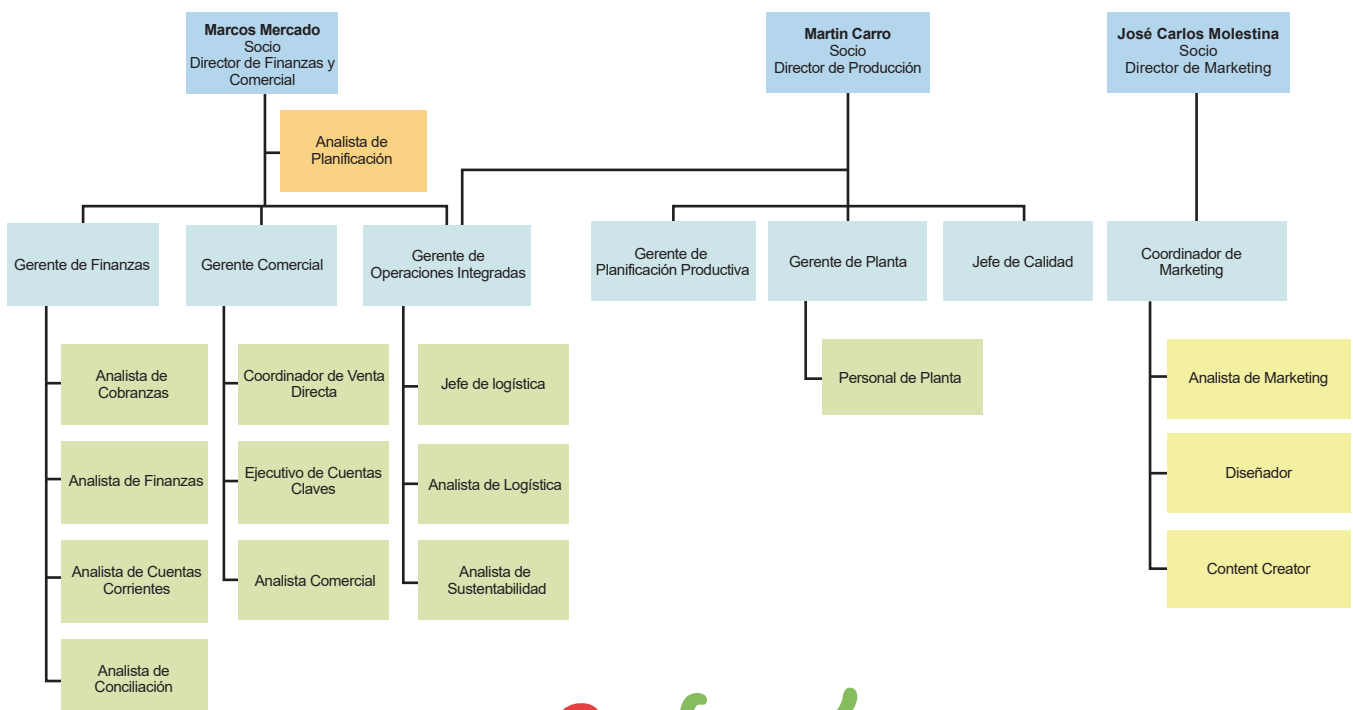 Marcos Mercado
Socio
Director de Finanzas y
Comercial
Martin Carro
Socio
Director de Producción
José Carlos Molestina
Socio
Director de Marketing
Analista de
Planificación
Gerente de Finanzas
Gerente Comercial
Gerente de
Operaciones Integradas
Gerente de
Planificación Productiva
Gerente de Planta
Jefe de Calidad
Coordinador de
Marketing
Analista de
Cobranzas
Analista de Finanzas
Analista de Cuentas
Corrientes
Analista de
Conciliación
Coordinador de Venta
Directa
Ejecutivo de Cuentas
Claves
Analista Comercial
Jefe de logística
Analista de Logística
Analista de
Sustentabilidad
Personal de Planta
Analista de Marketing
Diseñador
Content Creator